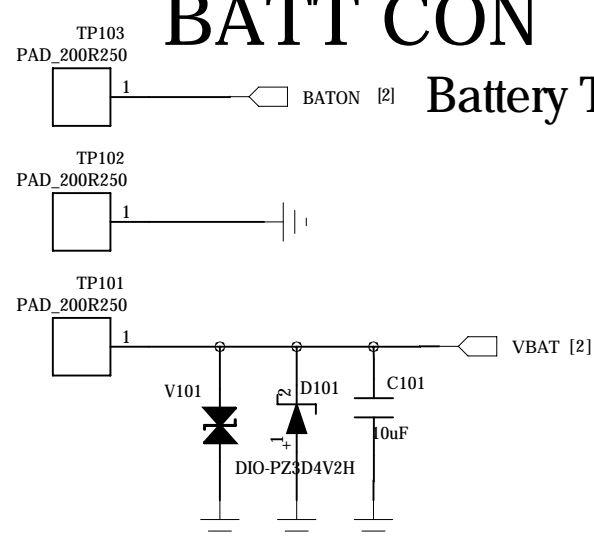 BATT CON
TP103
PAD_200R250
1
BATON [2]
Battery T
TP102
PAD_200R250
1
TP101
PAD_200R250
1
VBAT [2]
V101
2
D101
C101
1
+
10uF
DIO-PZ3D4V2H